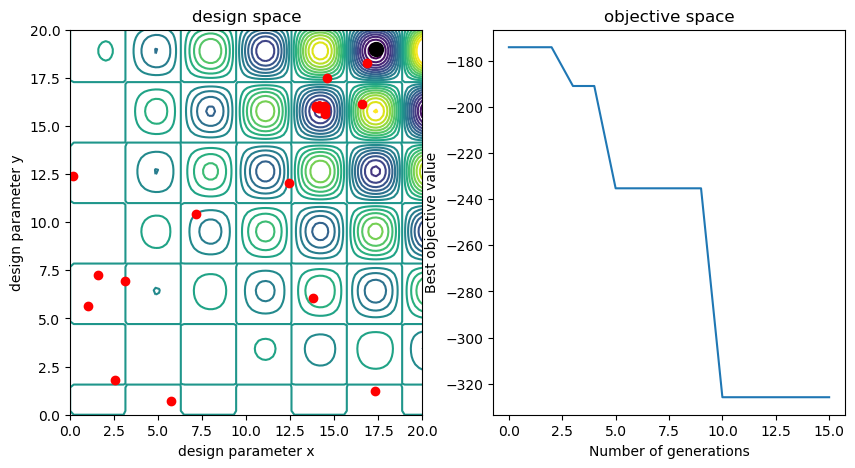 design space
20.0
17.5
15.0
12.5
10.0
7.5
5.0
2.5
0.0
design parameter y
0.0 2.5 5.0 7.5 10.0 12.5 15.0 17.5 20.0
design parameter x
objective space
−180
−200
−220
−240
−260
−280
−300
−320
Best objective value
0.0 2.5 5.0 7.5 10.0 12.5 15.0
Number of generations